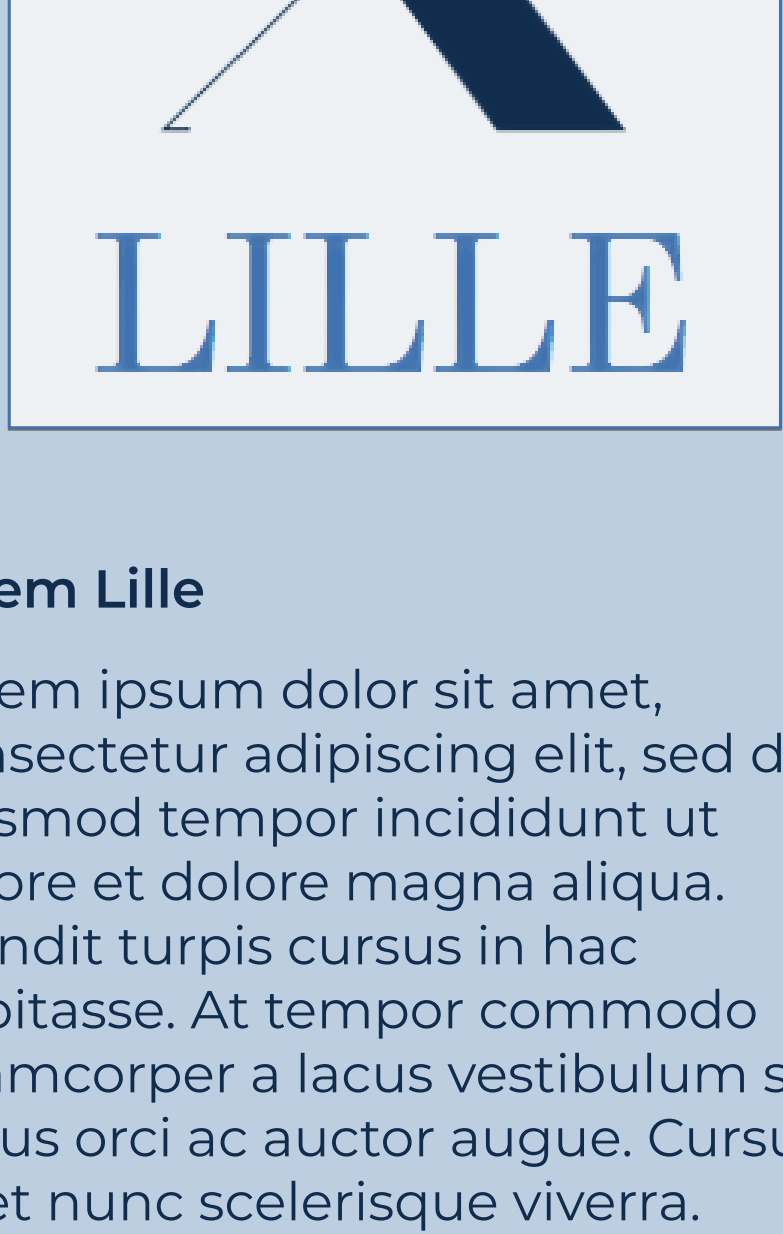 LILLE
em Lille
em ipsum dolor sit amet,
nsectetur adipiscing elit, sed d
smod tempor incididunt ut
ore et dolore magna aliqua.
ndit turpis cursus in hac
bitasse. At tempor commodo
amcorper a lacus vestibulum s
us orci ac auctor augue. Cursu
et nunc scelerisque viverra.